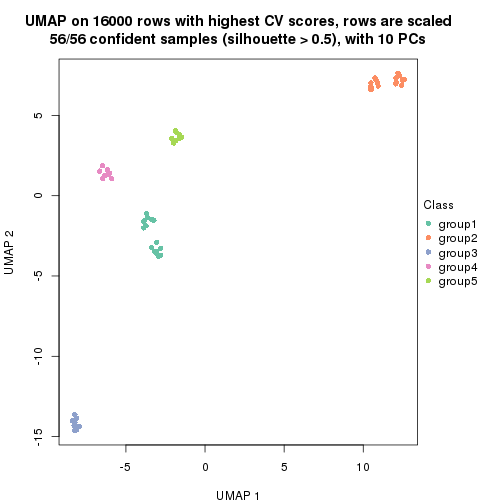 UMAP on 16000 rows with highest CV scores, rows are scaled
56/56 confident samples (silhouette > 0.5), with 10 PCs
5
0
-5
-10
-15
UMAP 2
-5
0
5
10
UMAP 1
Class
group1
group2
group3
group4
group5